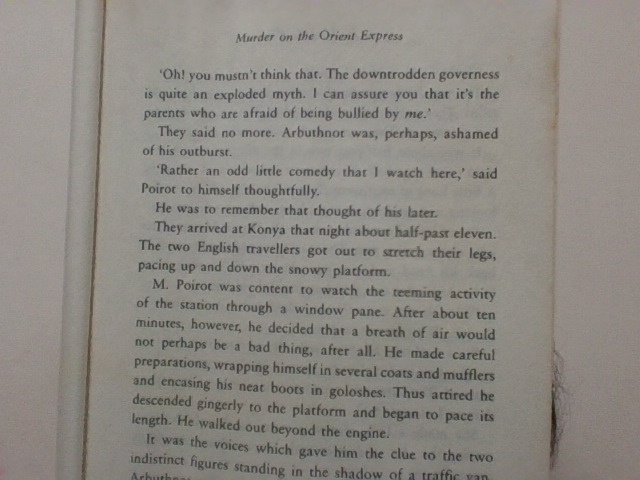 Murder on the Orient Express
'Oh! you mustn't think that. The downtrodden governess
is quite an exploded myth. I can assure you that it's the
parents who are afraid of being bullied by me.'
They said no more. Arbuthnot was, perhaps, ashamed
of his outburst.
'Rather an odd little comedy that I watch here,' said
Poirot to himself thoughtfully.
He was to remember that thought of his later.
They arrived at Konya that night about half-past eleven.
The two English travellers got out to stretch their legs,
pacing up and down the snowy platform.
M. Poirot was content to watch the teeming activity
of the station through a window pane. After about ten
minutes, however, he decided that a breath of air would
not perhaps be a bad thing, after all. He made careful
preparations, wrapping himself in several coats and mufflers
and encasing his neat boots in goloshes. Thus attired he
descended gingerly to the platform and began to pace its
length. He walked out beyond the engine.
It was the voices which gave him the clue to the two
indistinct figures standing in the shadow of a traffic van.
Arbuthnot